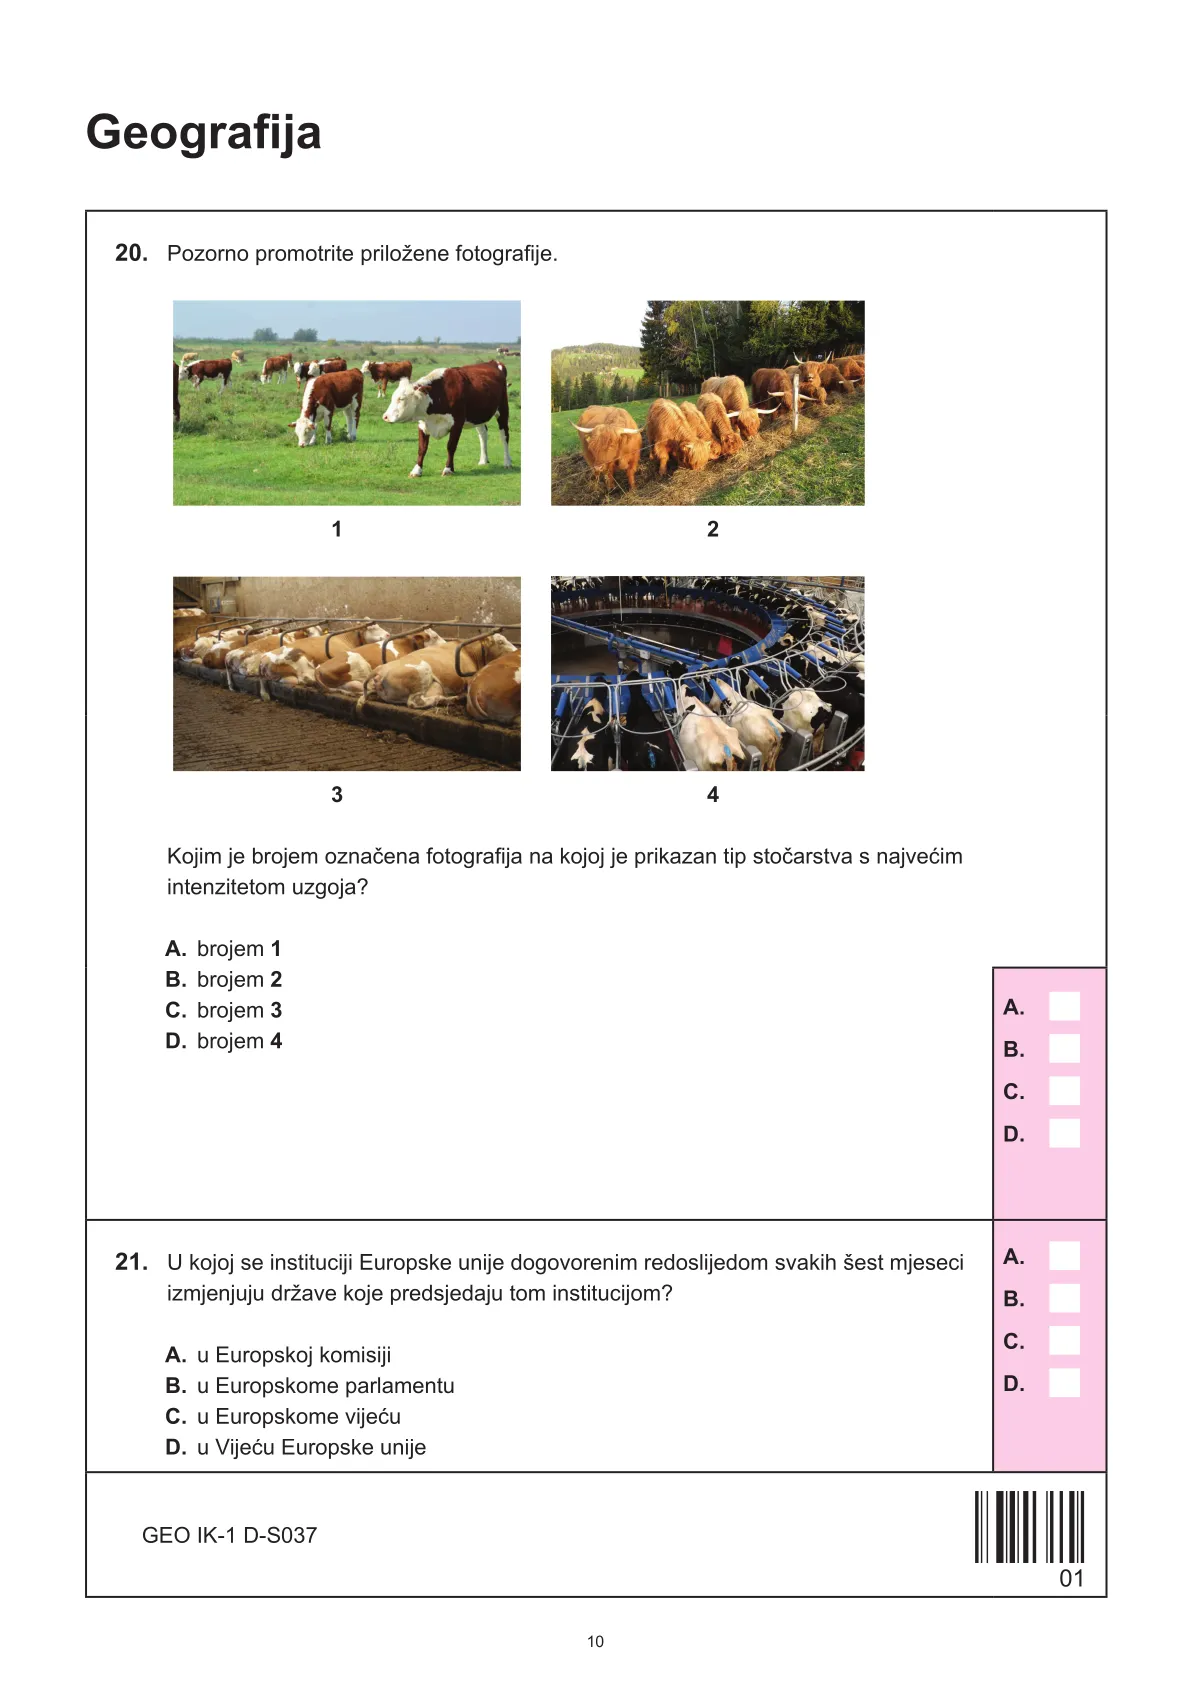 Geografija
20. Pozorno promotrite priložene fotografije.
1
2
3
4
Kojim je brojem označena fotografija na kojoj je prikazan tip stočarstva s najvećim
intenzitetom uzgoja?
A. brojem 1
B. brojem 2
C. brojem 3
D. brojem 4
A.
B.
C.
D.
21. U kojoj se instituciji Europske unije dogovorenim redoslijedom svakih šest mjeseci
izmjenjuju države koje predsjedaju tom institucijom?
A. u Europskoj komisiji
B. u Europskome parlamentu
C. u Europskome vijeću
D. u Vijeću Europske unije
A.
B.
C.
D.
GEO IK-1 D-S037
01
10